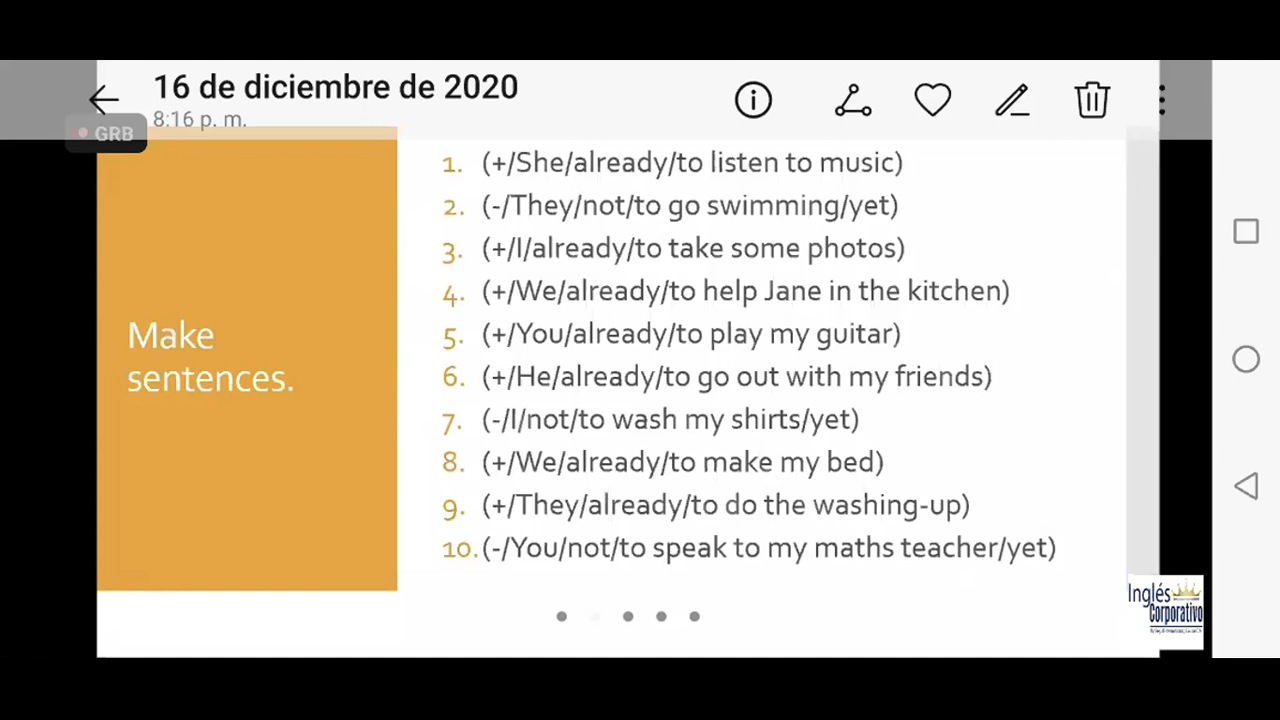 16 de diciembre de 2020
8:16 p. m.
GRB
1. (+/She/already/to listen to music)
2. (-/They/not/to go swimming/yet)
3. (+/I/already/to take some photos)
4. (+/We/already/to help Jane in the kitchen)
Make
5. (+/You/already/to play my guitar)
sentences.
6. (+/He/already/to go out with my friends)
7. (-/I/not/to wash my shirts/yet)
8. (+/We/already/to make my bed)
9. (+/They/already/to do the washing-up)
10. (-/You/not/to speak to my maths teacher/yet)
Inglés
Corporativo